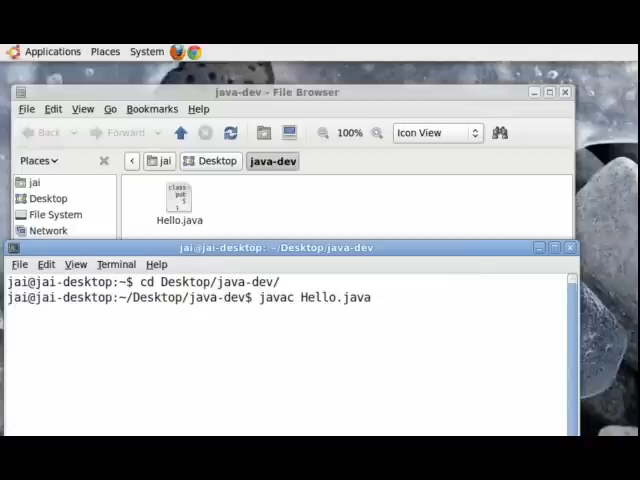 Applications Places System
java-dev - File Browser
File Edit View Go Bookmarks Help
Back Forward 100% Icon View
Places jai Desktop java-dev
jai
Desktop
File System
Network
class
pub
S
}
Hello.java
jai@jai-desktop: ~/Desktop/java-dev
File Edit View Terminal Help
jai@jai-desktop:~$ cd Desktop/java-dev/
jai@jai-desktop:~/Desktop/java-dev$ javac Hello.java